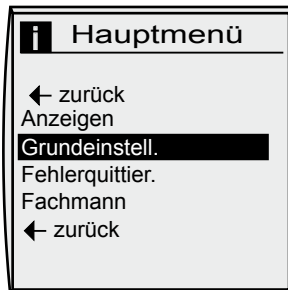 i Hauptmenü
← zurück
Anzeigen
Grundeinstell.
Fehlerquittier.
Fachmann
← zurück